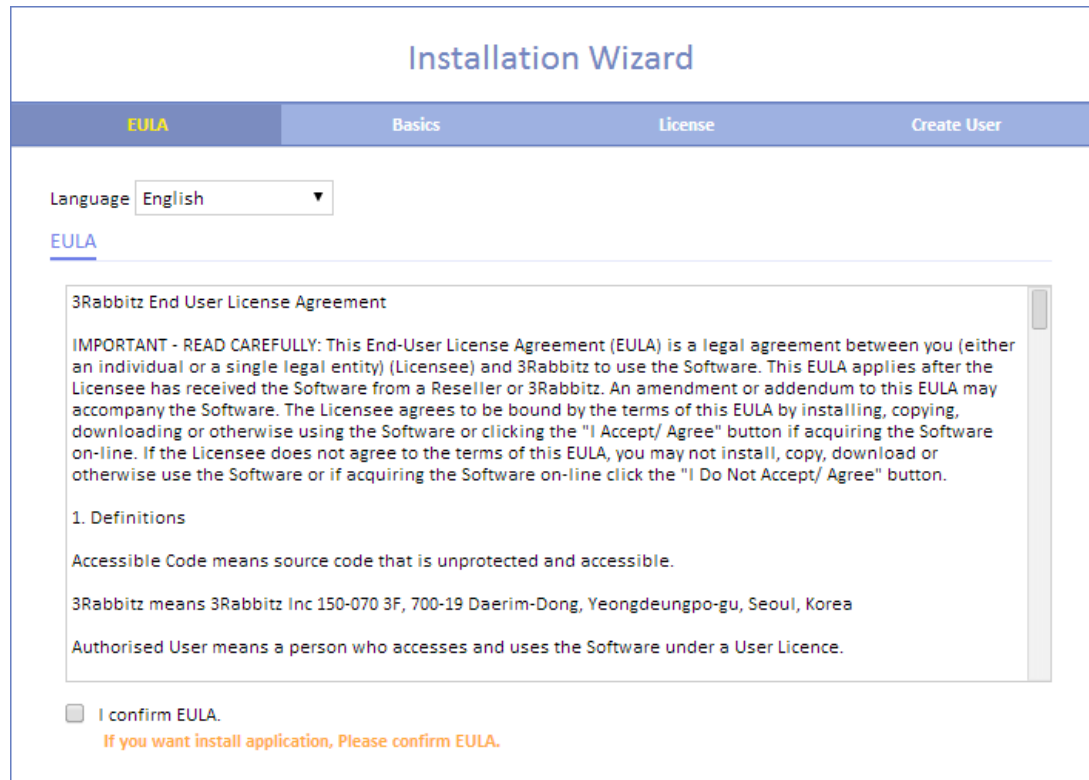 Installation Wizard
EULA Basics License Create User
Language English
EULA
3Rabbitz End User License Agreement
IMPORTANT - READ CAREFULLY: This End-User License Agreement (EULA) is a legal agreement between you (either
an individual or a single legal entity) (Licensee) and 3Rabbitz to use the Software. This EULA applies after the
Licensee has received the Software from a Reseller or 3Rabbitz. An amendment or addendum to this EULA may
accompany the Software. The Licensee agrees to be bound by the terms of this EULA by installing, copying,
downloading or otherwise using the Software or clicking the "I Accept/ Agree" button if acquiring the Software
on-line. If the Licensee does not agree to the terms of this EULA, you may not install, copy, download or
otherwise use the Software or if acquiring the Software on-line click the "I Do Not Accept/ Agree" button.
1. Definitions
Accessible Code means source code that is unprotected and accessible.
3Rabbitz means 3Rabbitz Inc 150-070 3F, 700-19 Daerim-Dong, Yeongdeungpo-gu, Seoul, Korea
Authorised User means a person who accesses and uses the Software under a User Licence.
I confirm EULA.
If you want install application, Please confirm EULA.